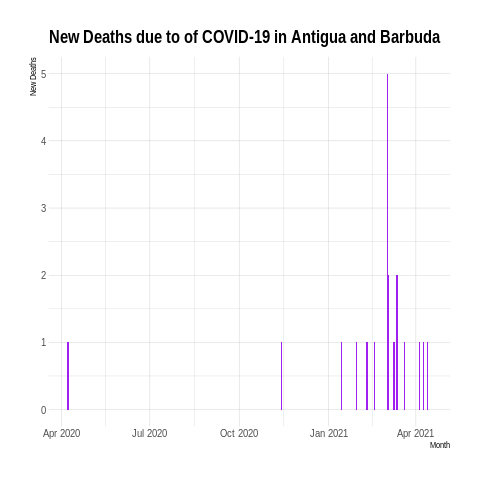 New Deaths due to of COVID-19 in Antigua and Barbuda
New Deaths
5
4
3
2
1
0
Apr 2020 Jul 2020 Oct 2020 Jan 2021 Apr 2021
Month